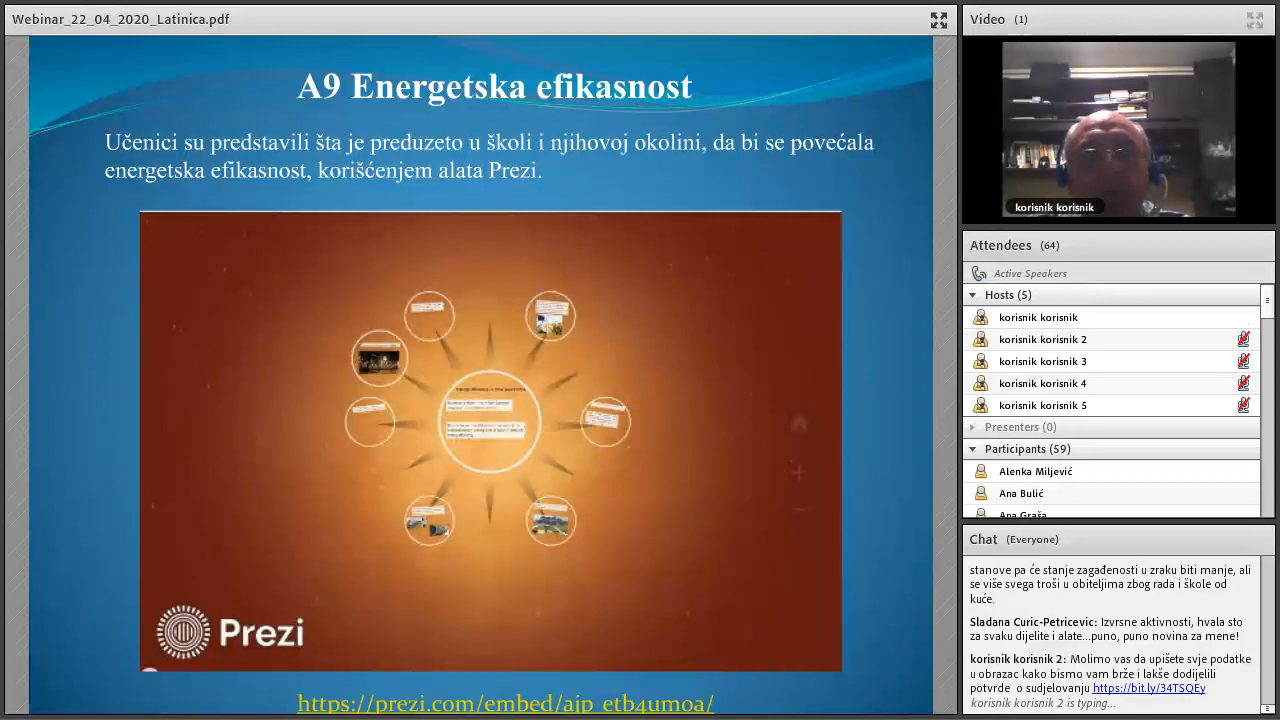 Webinar_22_04_2020_Latinica.pdf
A9 Energetska efikasnost
Učenici su predstavili šta je preduzeto u školi i njihovoj okolini, da bi se povećala
energetska efikasnost, korišćenjem alata Prezi.
Prezi
https://prezi.com/embed/ajp_etb4umoa/
Video (1)
korisnik korisnik
Attendees (64)
Active Speakers
Hosts (5)
korisnik korisnik
korisnik korisnik 2
korisnik korisnik 3
korisnik korisnik 4
korisnik korisnik 5
Presenters (0)
Participants (59)
Alenka Miljević
Ana Bulić
Ana Graša
Chat (Everyone)
stanove pa će stanje zagađenosti u zraku biti manje, ali
se više svega troši u obiteljima zbog rada i škole od
kuće.
Sladana Curic-Petricevic: Izvrsne aktivnosti, hvala sto
za svaku dijelite i alate...puno, puno novina za mene!
korisnik korisnik 2: Molimo vas da upišete svje podatke
u obrazac kako bismo vam brže i lakše dodijelili
potvrde o sudjelovanju https://bit.ly/34TSQEy
korisnik korisnik 2 is typing...